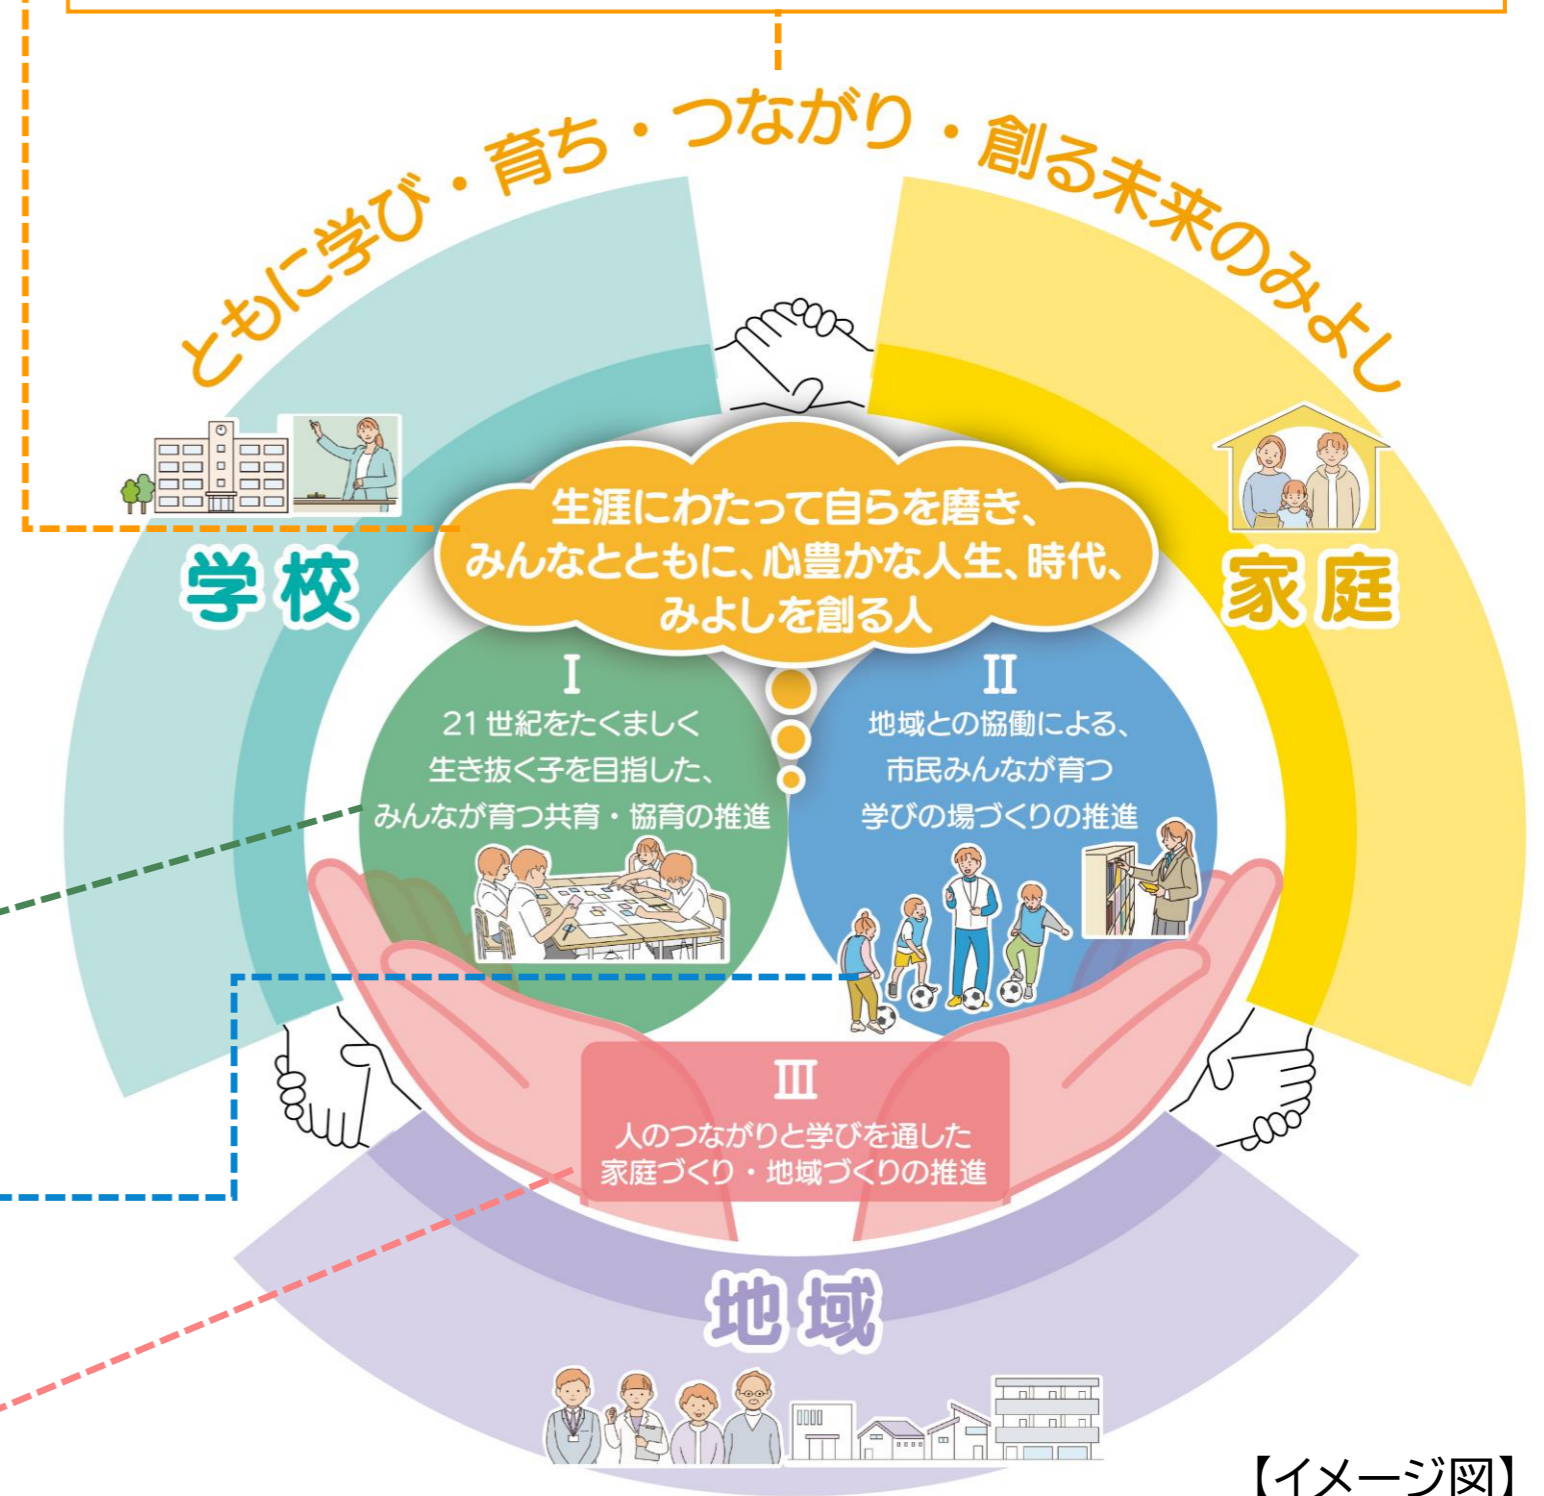 ともに学び・育ち・つながり・創る未来のみよし
学校
家庭
生涯にわたって自らを磨き、
みんなとともに、心豊かな人生、時代、
みよしを創る人
Ⅰ
21世紀をたくましく
生き抜く子を目指した、
みんなが育つ共育・協育の推進
Ⅱ
地域との協働による、
市民みんなが育つ
学びの場づくりの推進
Ⅲ
人のつながりと学びを通した
家庭づくり・地域づくりの推進
地域
【イメージ図】